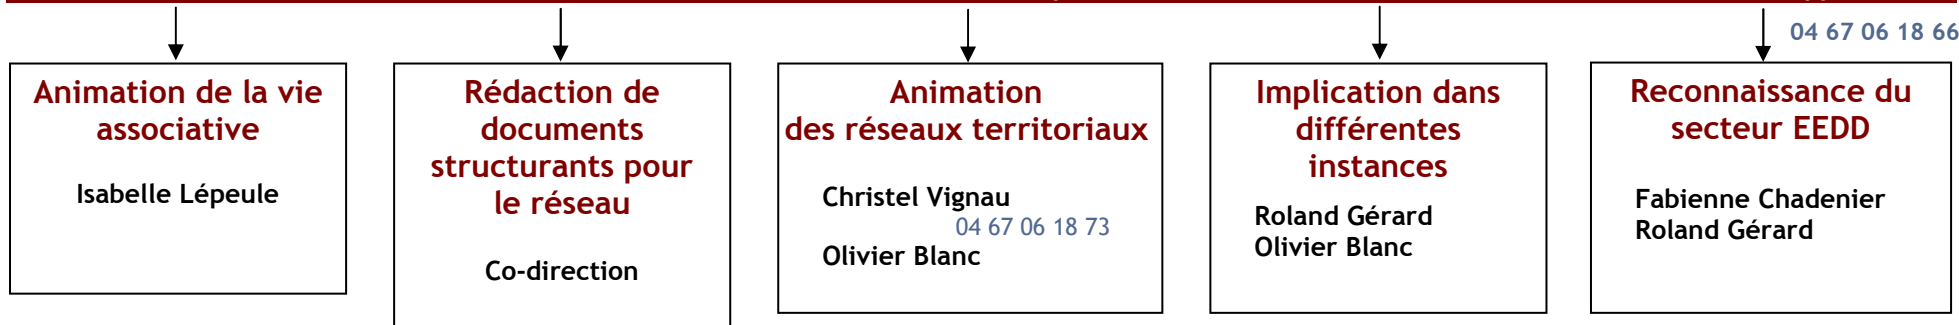 04 67 06 18 66
Animation de la vie
associative
Isabelle Lépeule
Rédaction de
documents
structurants pour
le réseau
Co-direction
Animation
des réseaux territoriaux
Christel Vignau
04 67 06 18 73
Olivier Blanc
Implication dans
différentes
instances
Roland Gérard
Olivier Blanc
Reconnaissance du
secteur EEDD
Fabienne Chadenier
Roland Gérard